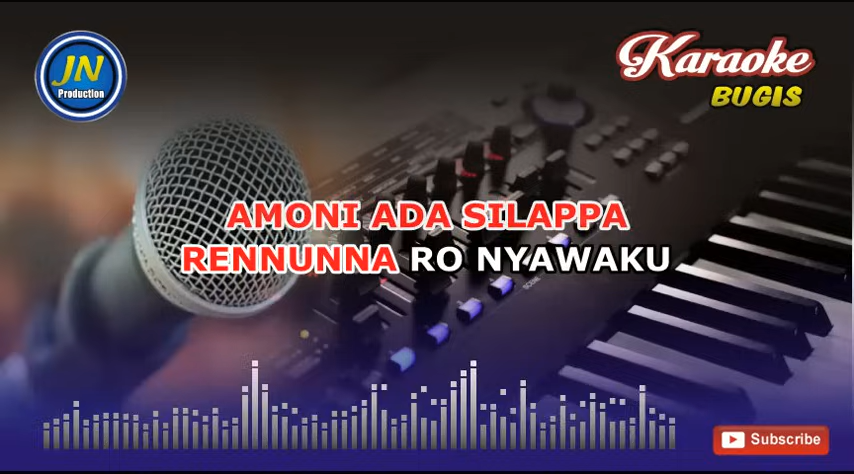 JN
Production
Karaoke
BUGIS
AMONI ADA SILAPPA
RENNUNNA RO NYAWAKU
Subscribe